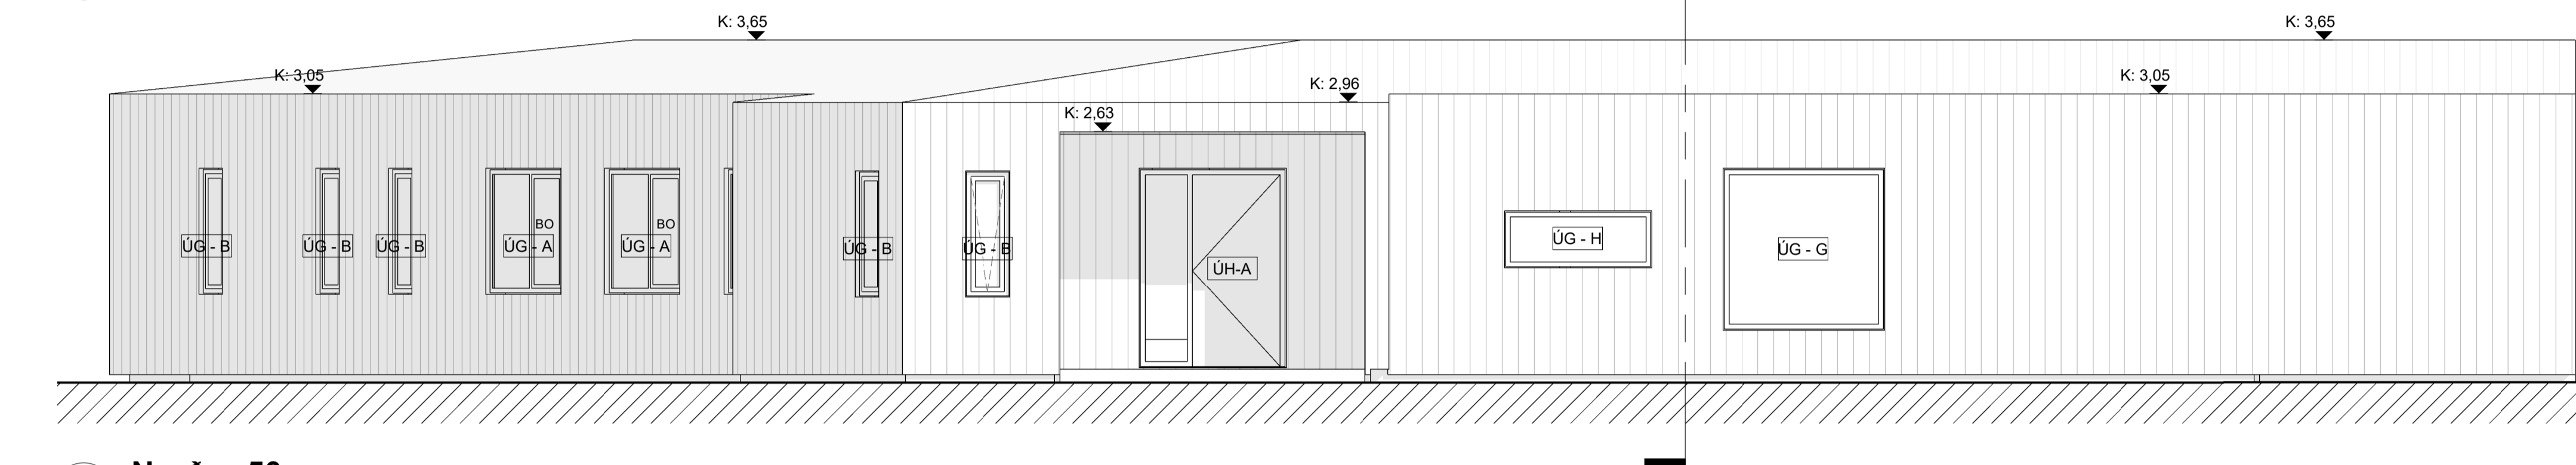 K: 3,65
K: 3,65
K: 3,05
K: 3,05
K: 2,96
K: 2,63
BO
BO
ÚG - B
ÚG - B
ÚG - B
ÚG - A
ÚG - A
ÚG - B
ÚG - B
ÚH-A
ÚG - H
ÚG - G